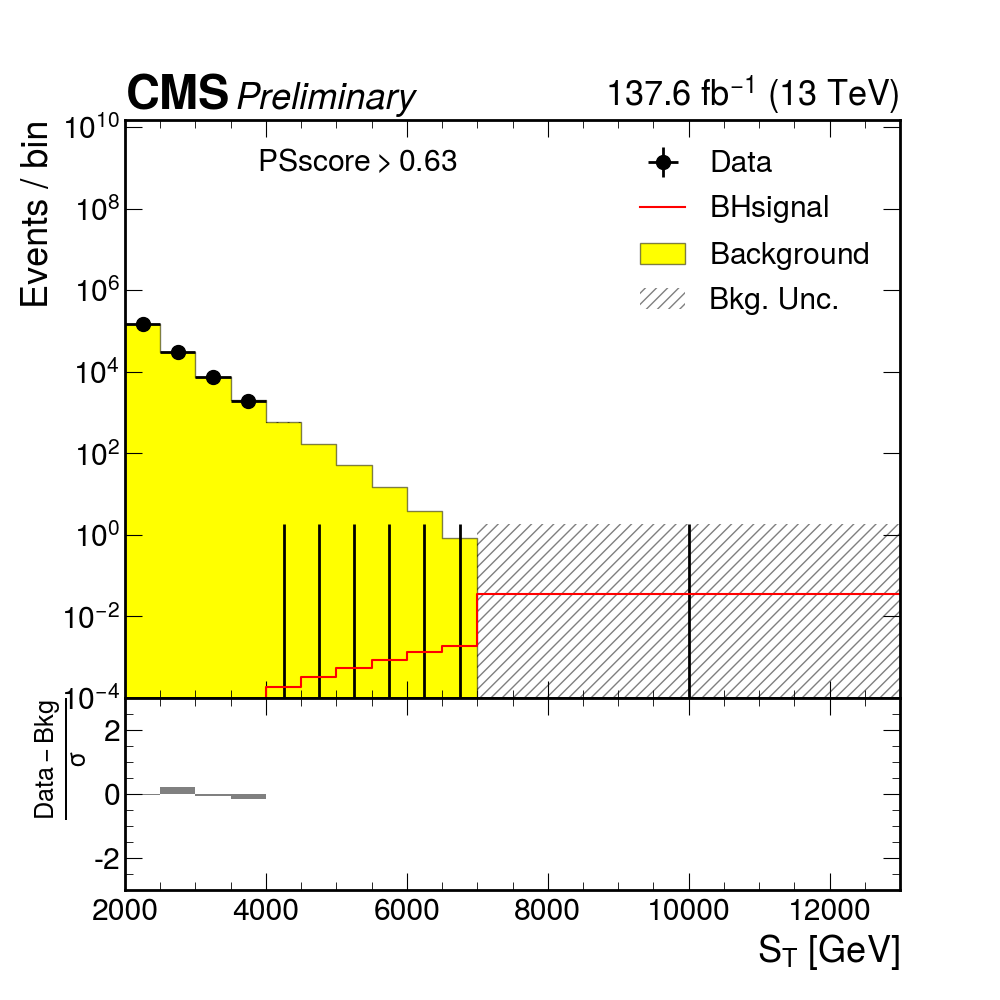 CMS Preliminary 137.6 fb⁻¹ (13 TeV)
Events / bin
10¹⁰
10⁸
10⁶
10⁴
10²
10⁰
10⁻²
10⁻⁴
PSscore > 0.63
Data
BHsignal
Background
Bkg. Unc.
Data – Bkg
σ
2
0
-2
2000 4000 6000 8000 10000 12000
S_T [GeV]